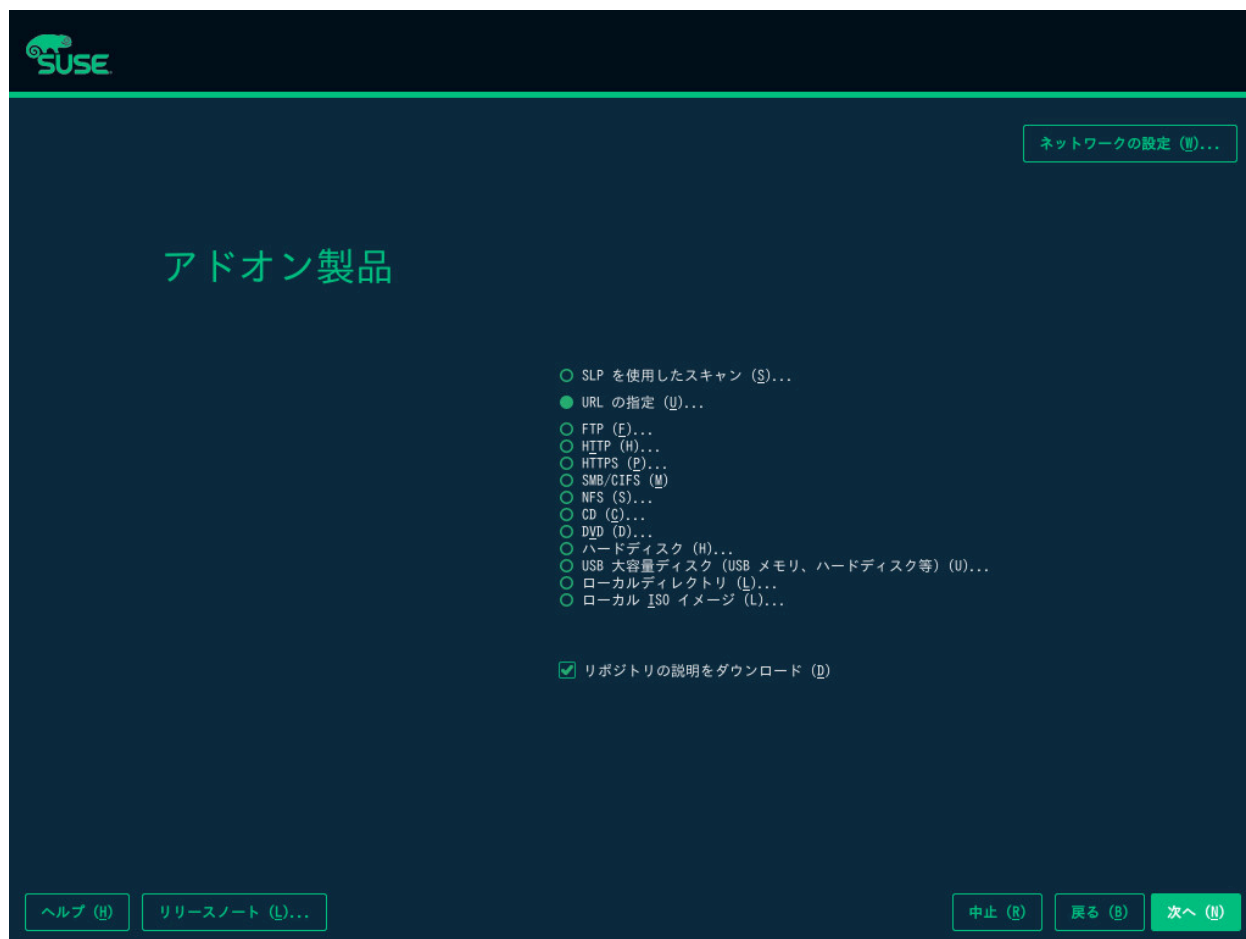 SUSE
ネットワークの設定 (W)...
アドオン製品
SLP を使用したスキャン (S)...
URL の指定 (U)...
FTP (F)...
HTTP (H)...
HTTPS (P)...
SMB/CIFS (M)
NFS (S)...
CD (C)...
DVD (D)...
ハードディスク (H)...
USB 大容量ディスク (USB メモリ、ハードディスク等) (U)...
ローカルディレクトリ (L)...
ローカル ISO イメージ (L)...
リポジトリの説明をダウンロード (D)
ヘルプ (H) リリースノート (L)... 中止 (R) 戻る (B) 次へ (N)